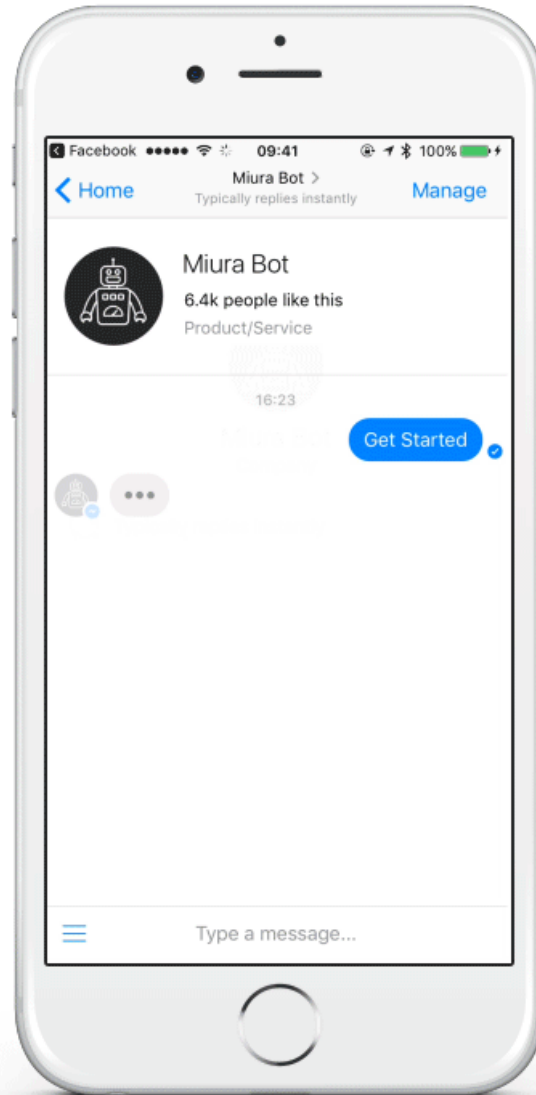 Facebook 09:41 100%
Home Miura Bot > Manage
Typically replies instantly
Miura Bot
6.4k people like this
Product/Service
16:23
Get Started
Type a message...